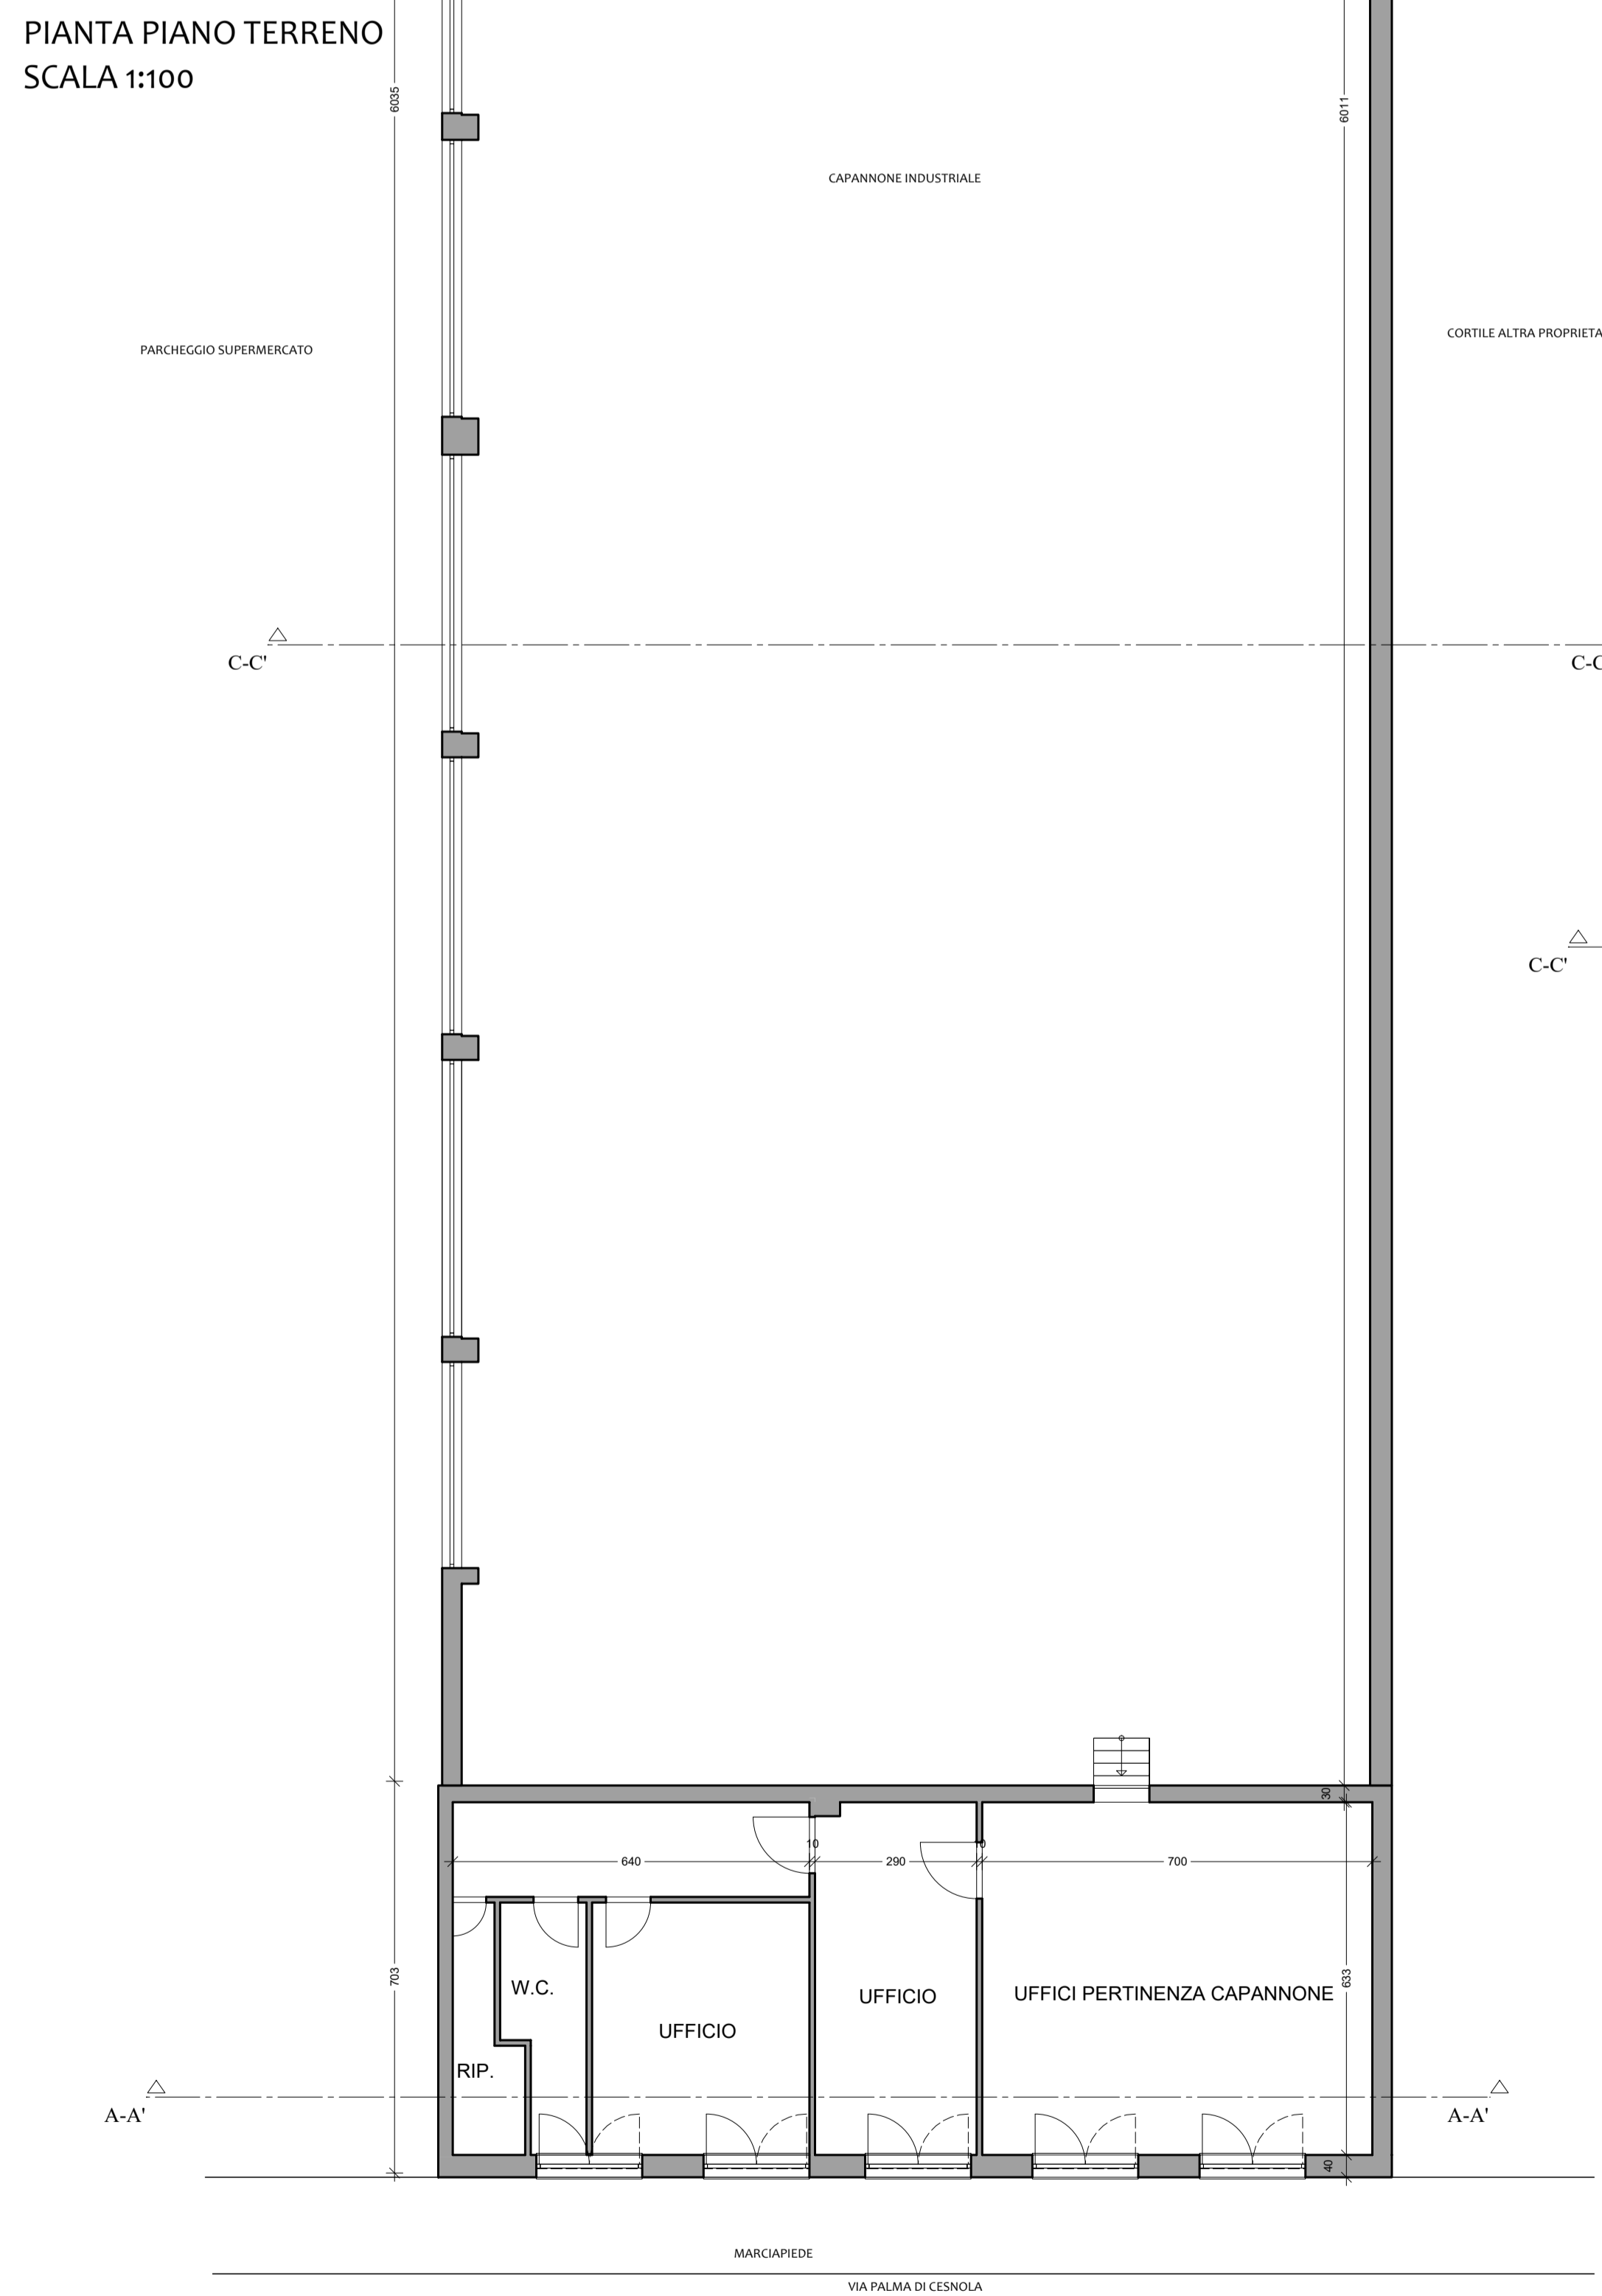 PIANTA PIANO TERRENO
SCALA 1:100
6035
6011
CAPANNONE INDUSTRIALE
CORTILE ALTRA PROPRIETA
PARCHEGGIO SUPERMERCATO
C-C'
C-C
C-C'
30
10
10
640
290
700
703
633
W.C.
UFFICIO
UFFICI PERTINENZA CAPANNONE
UFFICIO
RIP.
A-A'
A-A'
40
MARCIAPIEDE
VIA PALMA DI CESNOLA